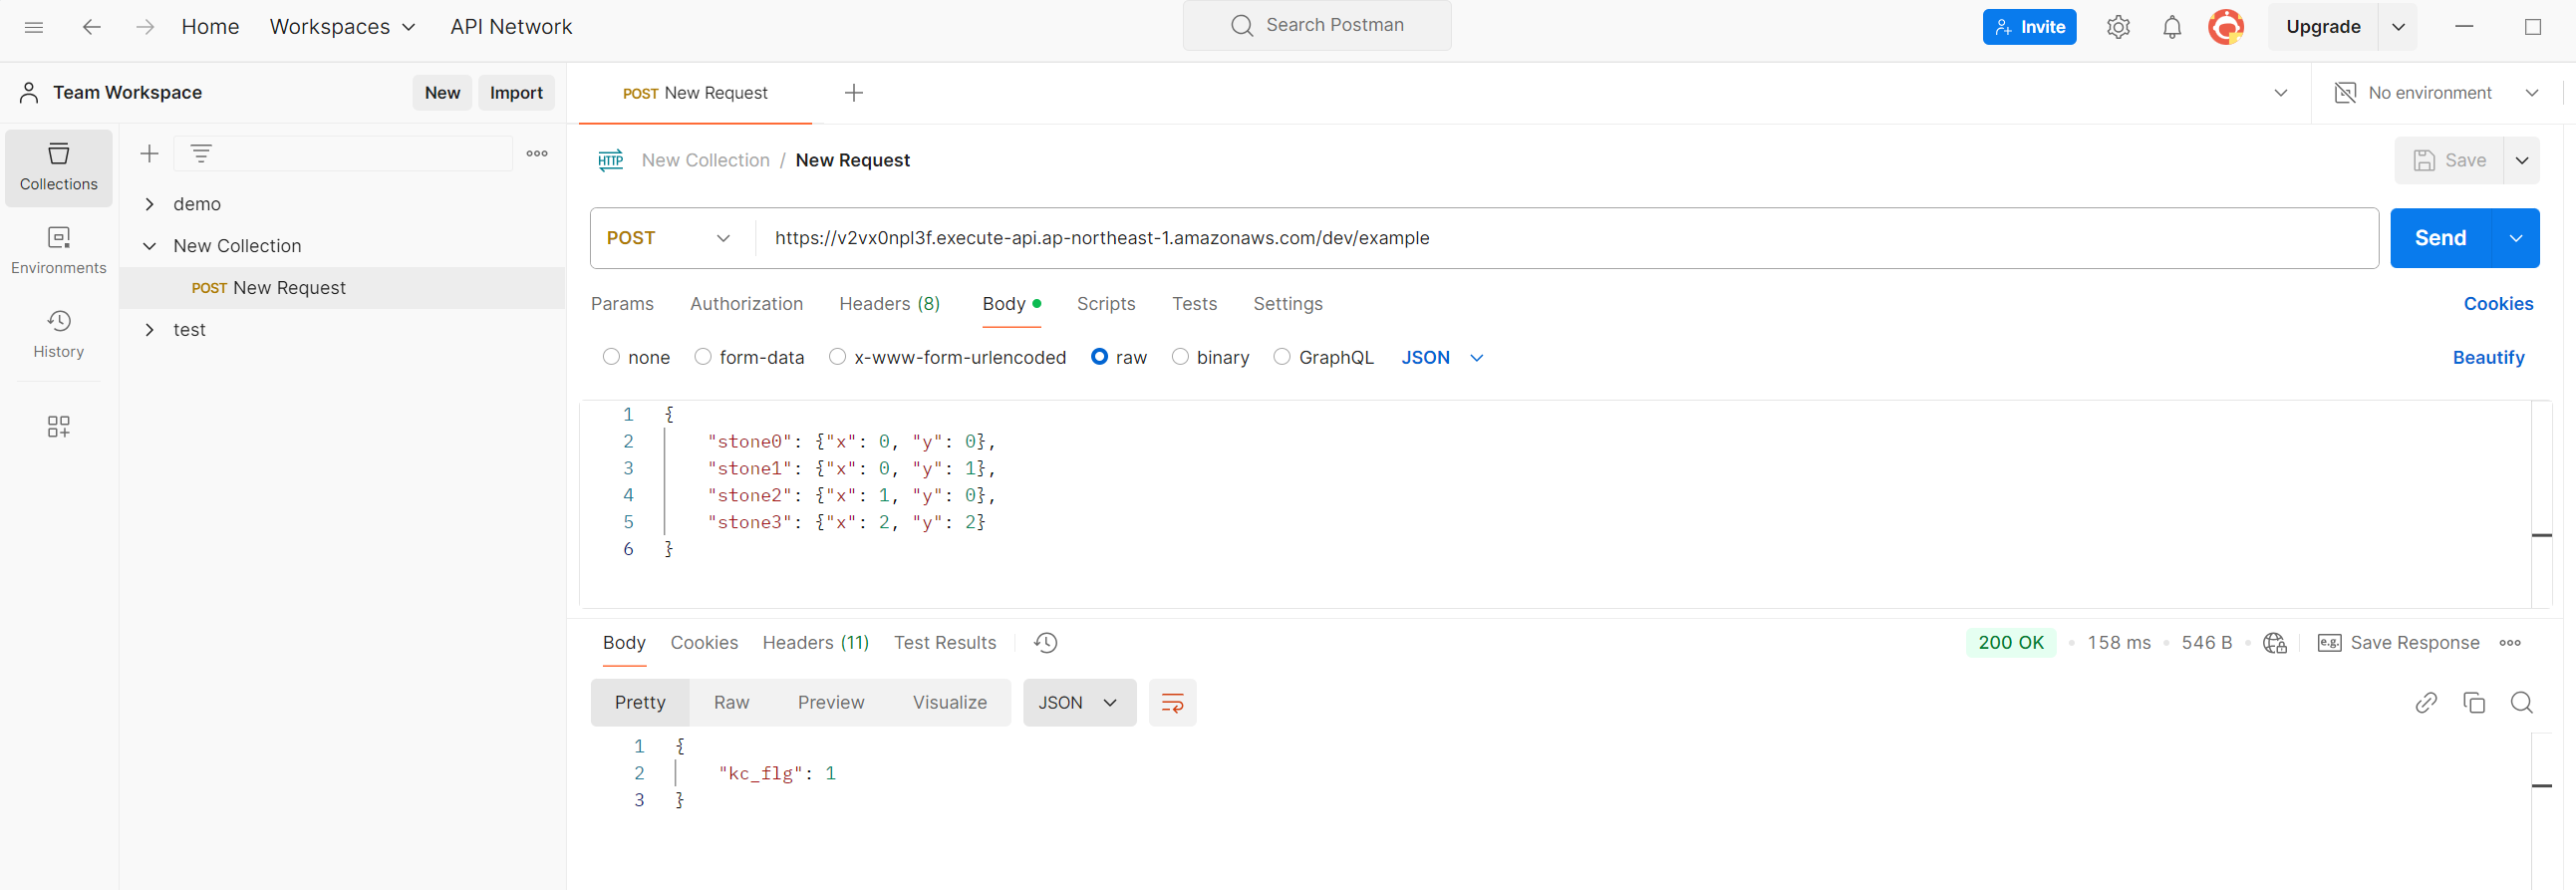 Home Workspaces API Network Search Postman Invite Upgrade
Team Workspace New Import
POST New Request No environment
Collections
Environments
History
demo
New Collection
POST New Request
test
HTTP New Collection / New Request Save
POST https://v2vx0npl3f.execute-api.ap-northeast-1.amazonaws.com/dev/example Send
Params Authorization Headers (8) Body Scripts Tests Settings Cookies
none form-data x-www-form-urlencoded raw binary GraphQL JSON Beautify
1 {
2 "stone0": {"x": 0, "y": 0},
3 "stone1": {"x": 0, "y": 1},
4 "stone2": {"x": 1, "y": 0},
5 "stone3": {"x": 2, "y": 2}
6 }
Body Cookies Headers (11) Test Results 200 OK • 158 ms • 546 B • e.g. Save Response
Pretty Raw Preview Visualize JSON
1 {
2 "kc_flg": 1
3 }